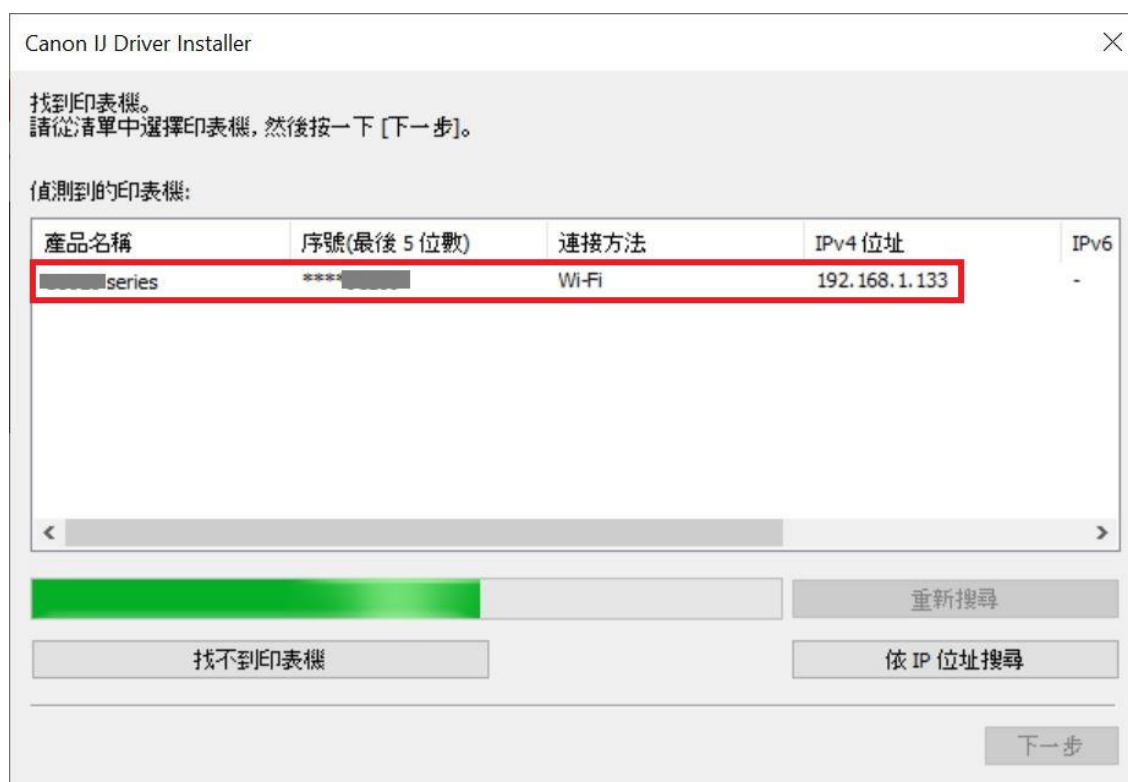 Canon IJ Driver Installer
找到印表機。
請從清單中選擇印表機, 然後按一下 [下一步]。
偵測到的印表機:
產品名稱 序號(最後 5 位數) 連接方法 IPv4 位址 IPv6
series **** Wi-Fi 192.168.1.133 -
重新搜尋
找不到印表機 依 IP 位址搜尋
下一步